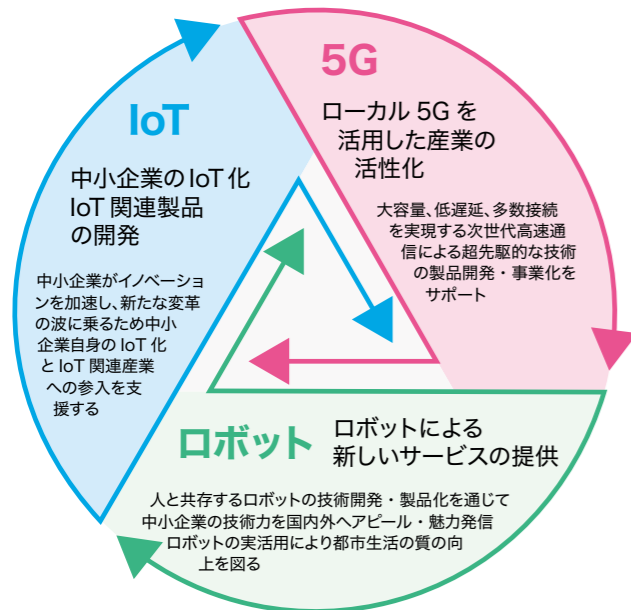 5G
ローカル 5G を
活用した産業の
活性化
大容量、低遅延、多数接続
を実現する次世代高速通
信による超先駆的な技術
の製品開発・事業化を
サポート
IoT
中小企業のIoT化
IoT関連製品
の開発
中小企業がイノベーショ
ンを加速し、新たな変革
の波に乗るため中小
企業自身の IoT 化
と IoT 関連産業
への参入を支
援する
ロボット
ロボットによる
新しいサービスの提供
人と共存するロボットの技術開発・製品化を通じて
中小企業の技術力を国内外へアピール・魅力発信
ロボットの実活用により都市生活の質の向
上を図る